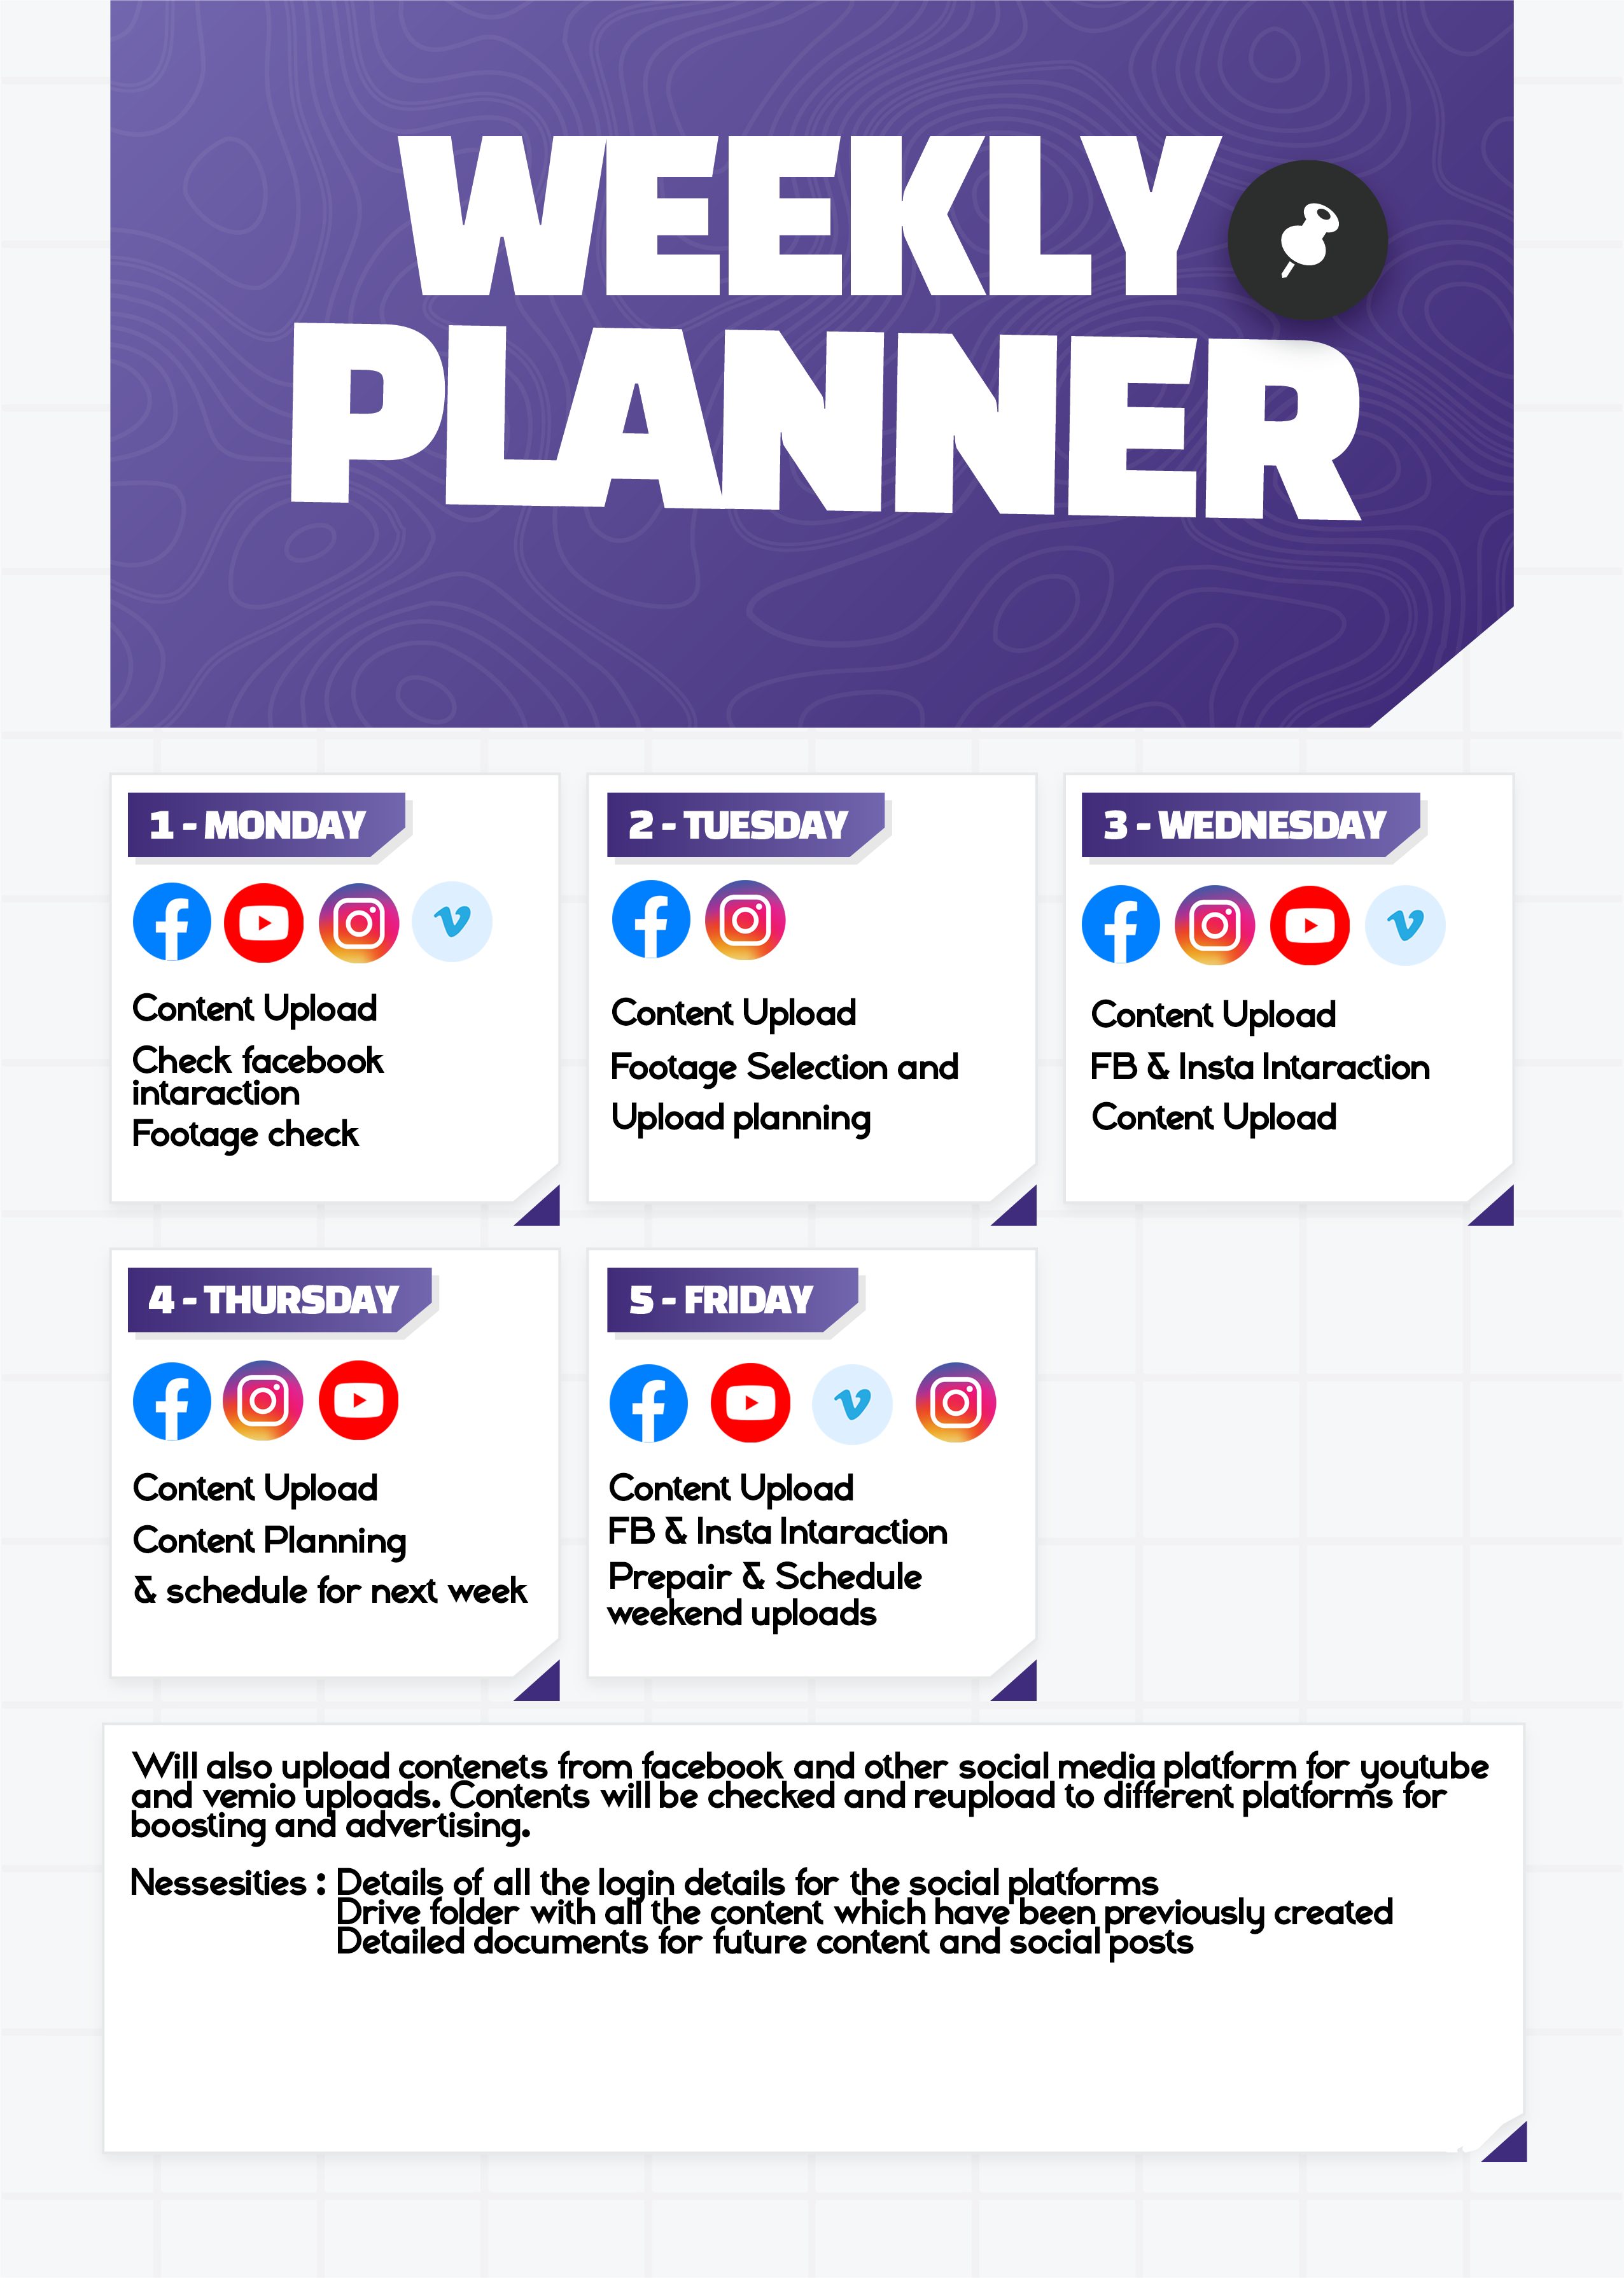 WEEKLY
PLANNER
1 - MONDAY
Content Upload
Check facebook
intaraction
Footage check
2 - TUESDAY
Content Upload
Footage Selection and
Upload planning
3 - WEDNESDAY
Content Upload
FB & Insta Intaraction
Content Upload
4 - THURSDAY
Content Upload
Content Planning
& schedule for next week
5 - FRIDAY
Content Upload
FB & Insta Intaraction
Prepair & Schedule
weekend uploads
Will also upload contenets from facebook and other social media platform for youtube
and vemio uploads. Contents will be checked and reupload to different platforms for
boosting and advertising.
Nessesities : Details of all the login details for the social platforms
Drive folder with all the content which have been previously created
Detailed documents for future content and social posts